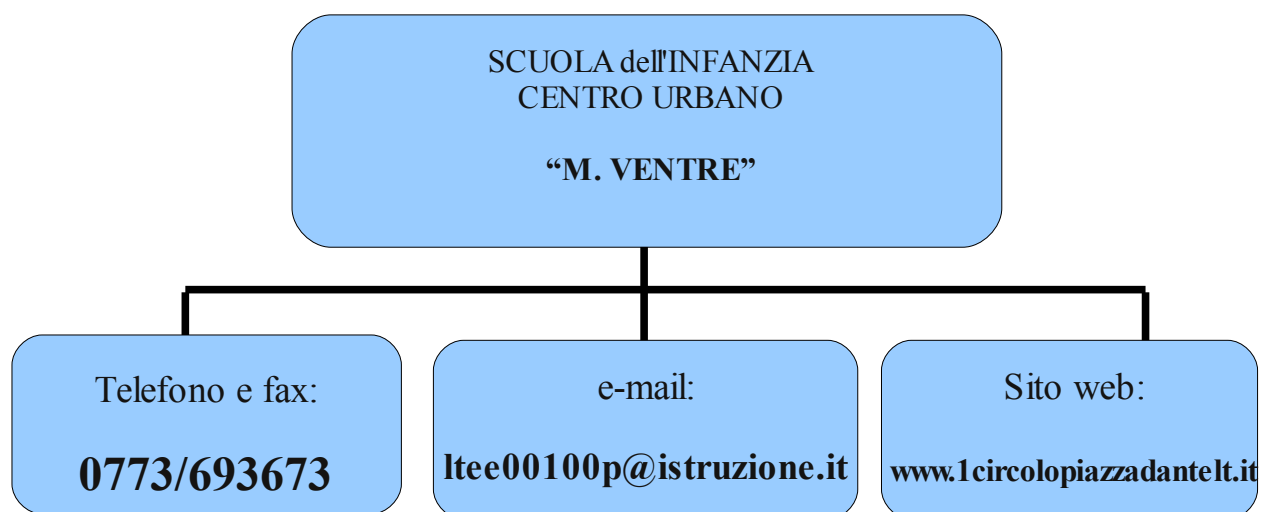 SCUOLA dell'INFANZIA
CENTRO URBANO
“M. VENTRE”
Telefono e fax:
0773/693673
e-mail:
ltee00100p@istruzione.it
Sito web:
www.1circolopiazzadantelt.it